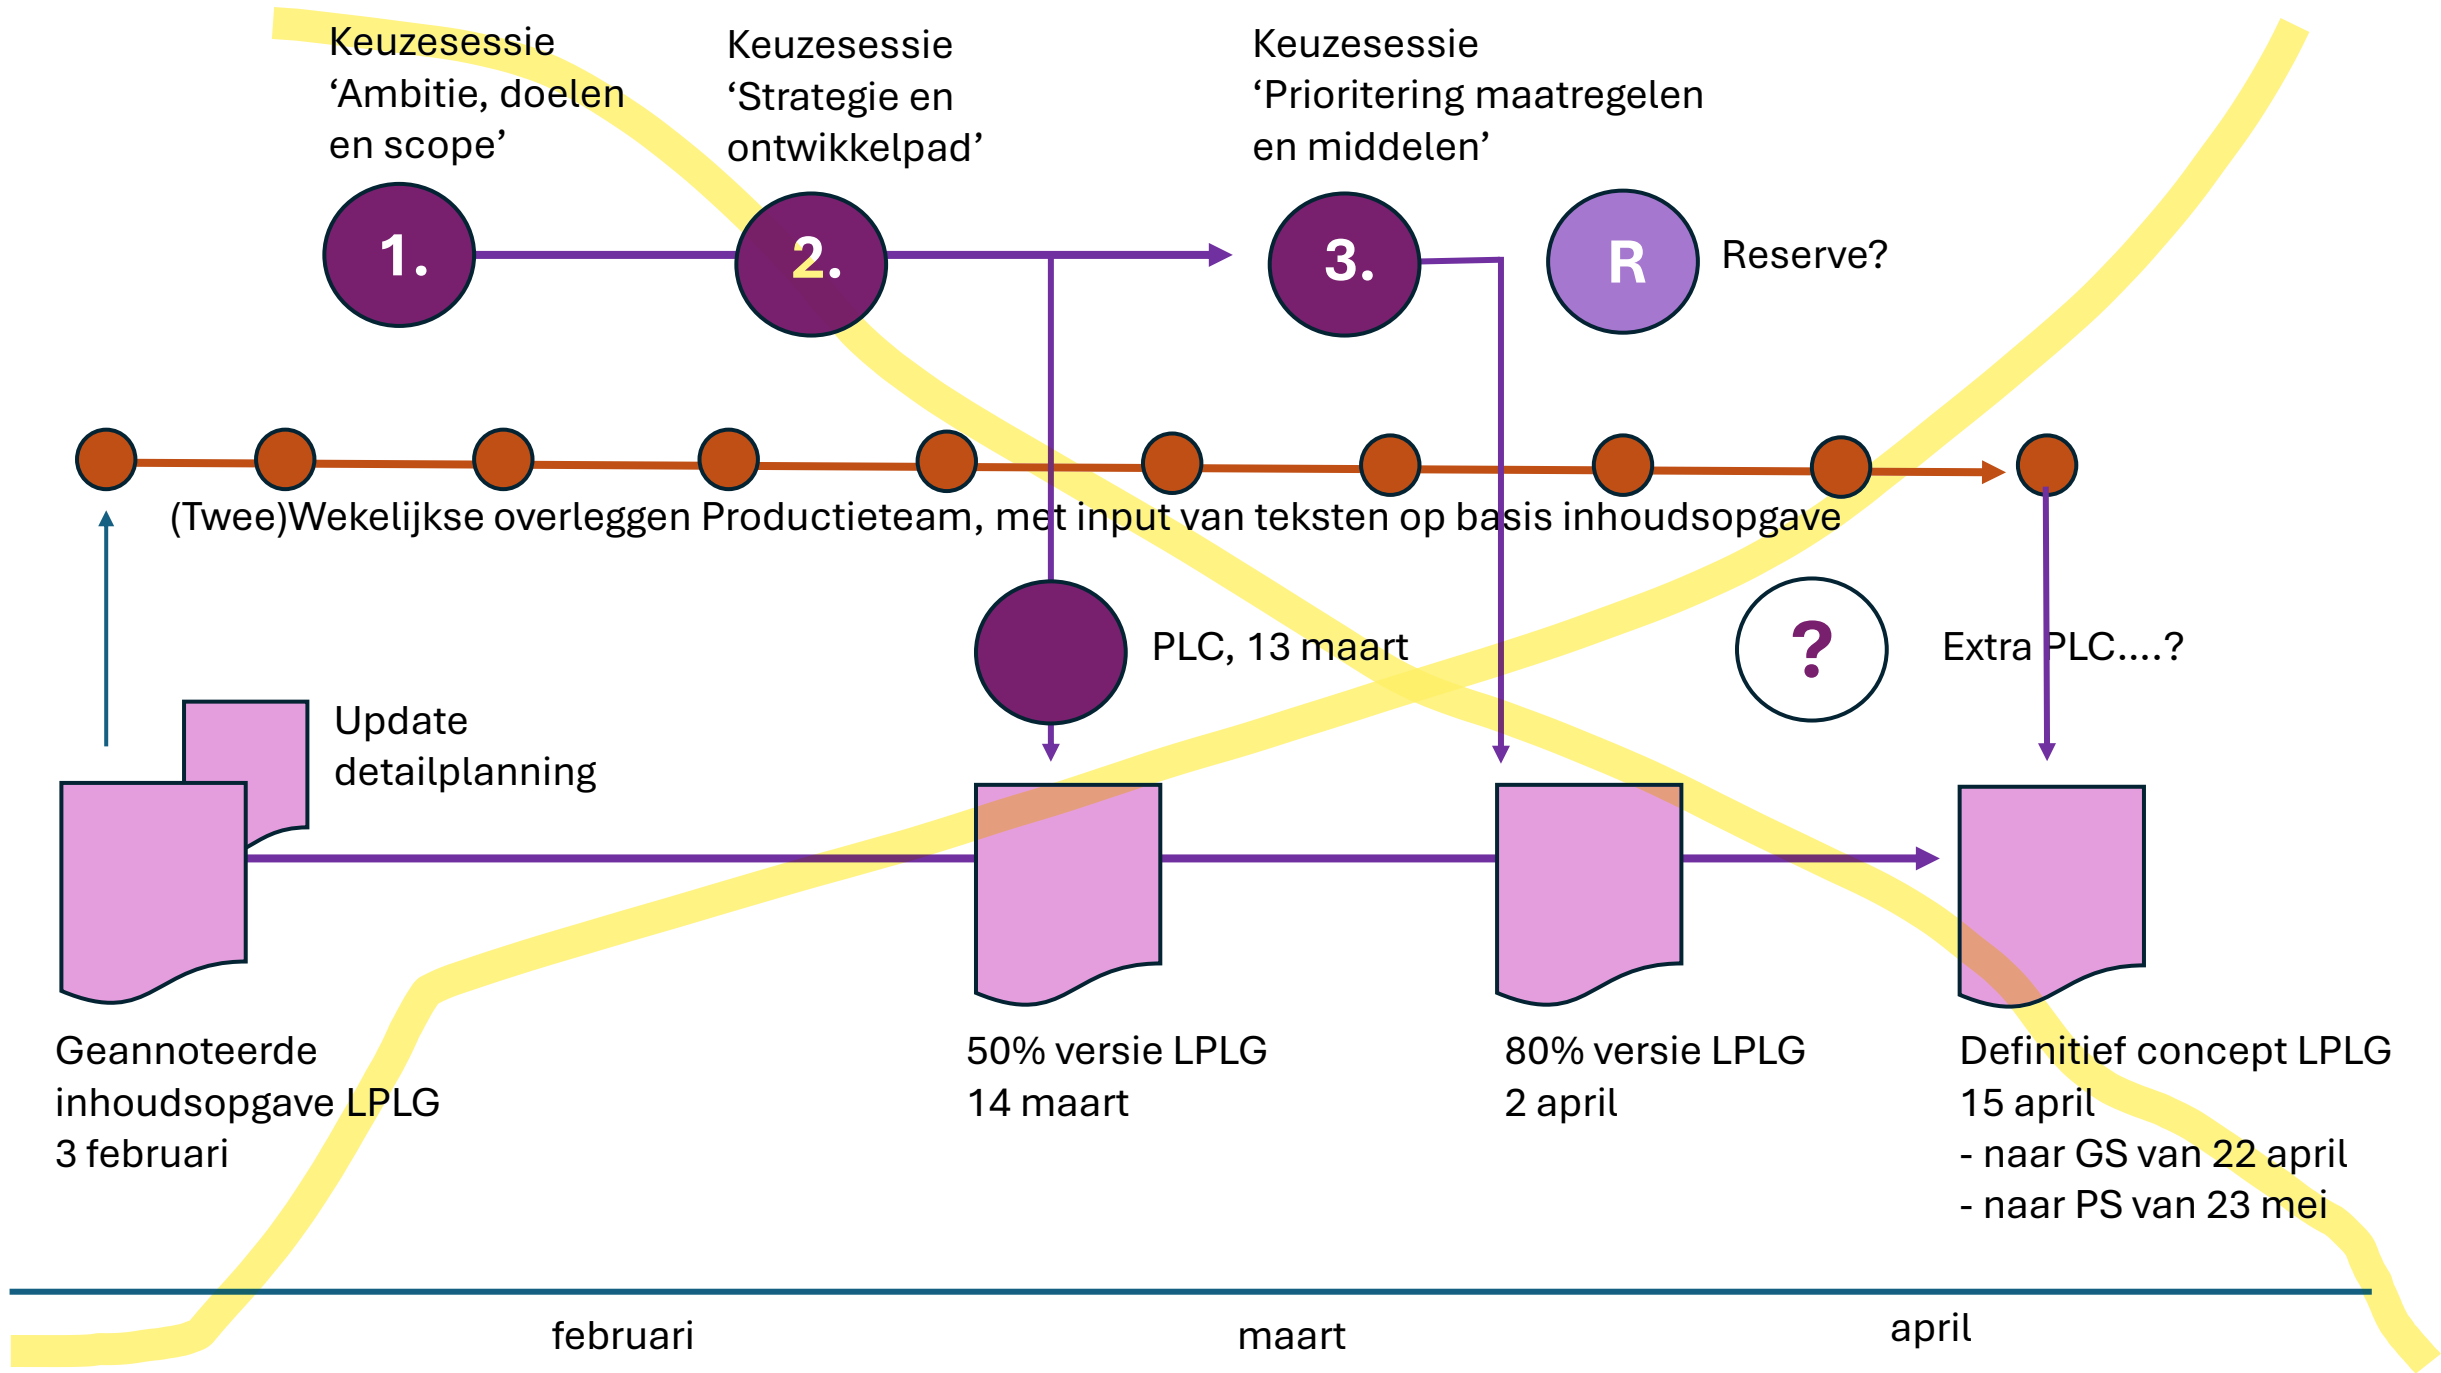 Keuzesessie
‘Ambitie, doelen
en scope’
Keuzesessie
‘Strategie en
ontwikkelpad’
Keuzesessie
‘Prioritering maatregelen
en middelen’
1.
2.
3.
R
Reserve?
(Twee)Wekelijkse overleggen Productieteam, met input van teksten op basis inhoudsopgave
PLC, 13 maart
?
Extra PLC....?
Update
detailplanning
Geannoteerde
inhoudsopgave LPLG
3 februari
50% versie LPLG
14 maart
80% versie LPLG
2 april
Definitief concept LPLG
15 april
- naar GS van 22 april
- naar PS van 23 mei
februari
maart
april